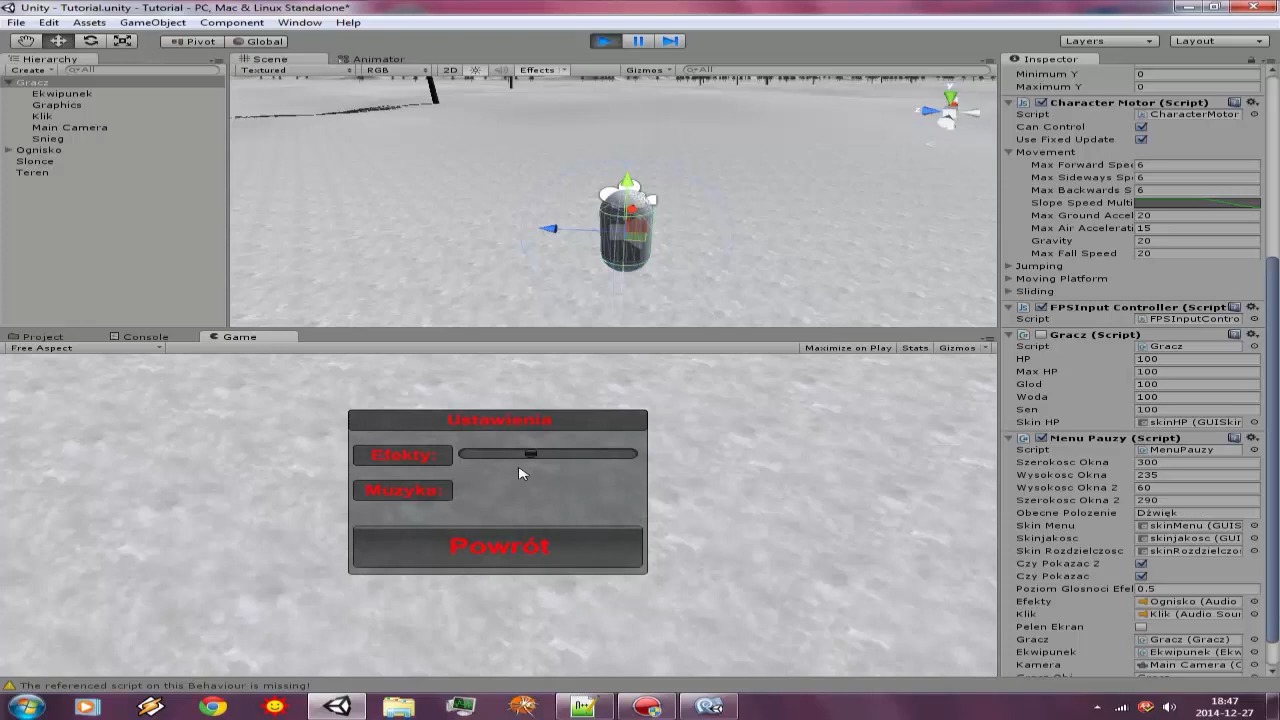 Unity - Tutorial.unity - Tutorial - PC, Mac & Linux Standalone*
File Edit Assets GameObject Component Window Help
Pivot Global Layers Layout
Hierarchy
Create All
Gracz
Ekwipunek
Graphics
Klik
Main Camera
Snieg
Ognisko
Slonce
Teren
Scene Animator
Textured RGB 2D Effects Gizmos All
y
z
Project Console Game
Free Aspect Maximize on Play Stats Gizmos
Ustawienia
Efekty:
Muzyka:
Powrót
Inspector
Minimum Y 0
Maximum Y 0
Character Motor (Script)
Script CharacterMotor
Can Control
Use Fixed Update
Movement
Max Forward Spe 6
Max Sideways Sp 6
Max Backwards S 6
Slope Speed Multi
Max Ground Accel 20
Max Air Accelerati 15
Gravity 20
Max Fall Speed 20
Jumping
Moving Platform
Sliding
FPSInput Controller (Script
Script FPSInputContro
Gracz (Script)
Script Gracz
HP 100
Max HP 100
Glod 100
Woda 100
Sen 100
Skin HP skinHP (GUISkir
Menu Pauzy (Script)
Script MenuPauzy
Szerokosc Okna 300
Wysokosc Okna 235
Wysokosc Okna 2 60
Szerokosc Okna 2 290
Obecne Polozenie Dźwięk
Skin Menu skinMenu (GUIS
Skinjakosc skinjakosc (GUI
Skin Rozdzielczosc skinRozdzielczo
Czy Pokazac 2
Czy Pokazac
Poziom Glosnosci Efel 0.5
Efekty Ognisko (Audio
Klik Klik (Audio Sour
Pelen Ekran
Gracz Gracz (Gracz)
Ekwipunek Ekwipunek (Ekw
Kamera Main Camera (C
The referenced script on this Behaviour is missing!
18:47
2014-12-27